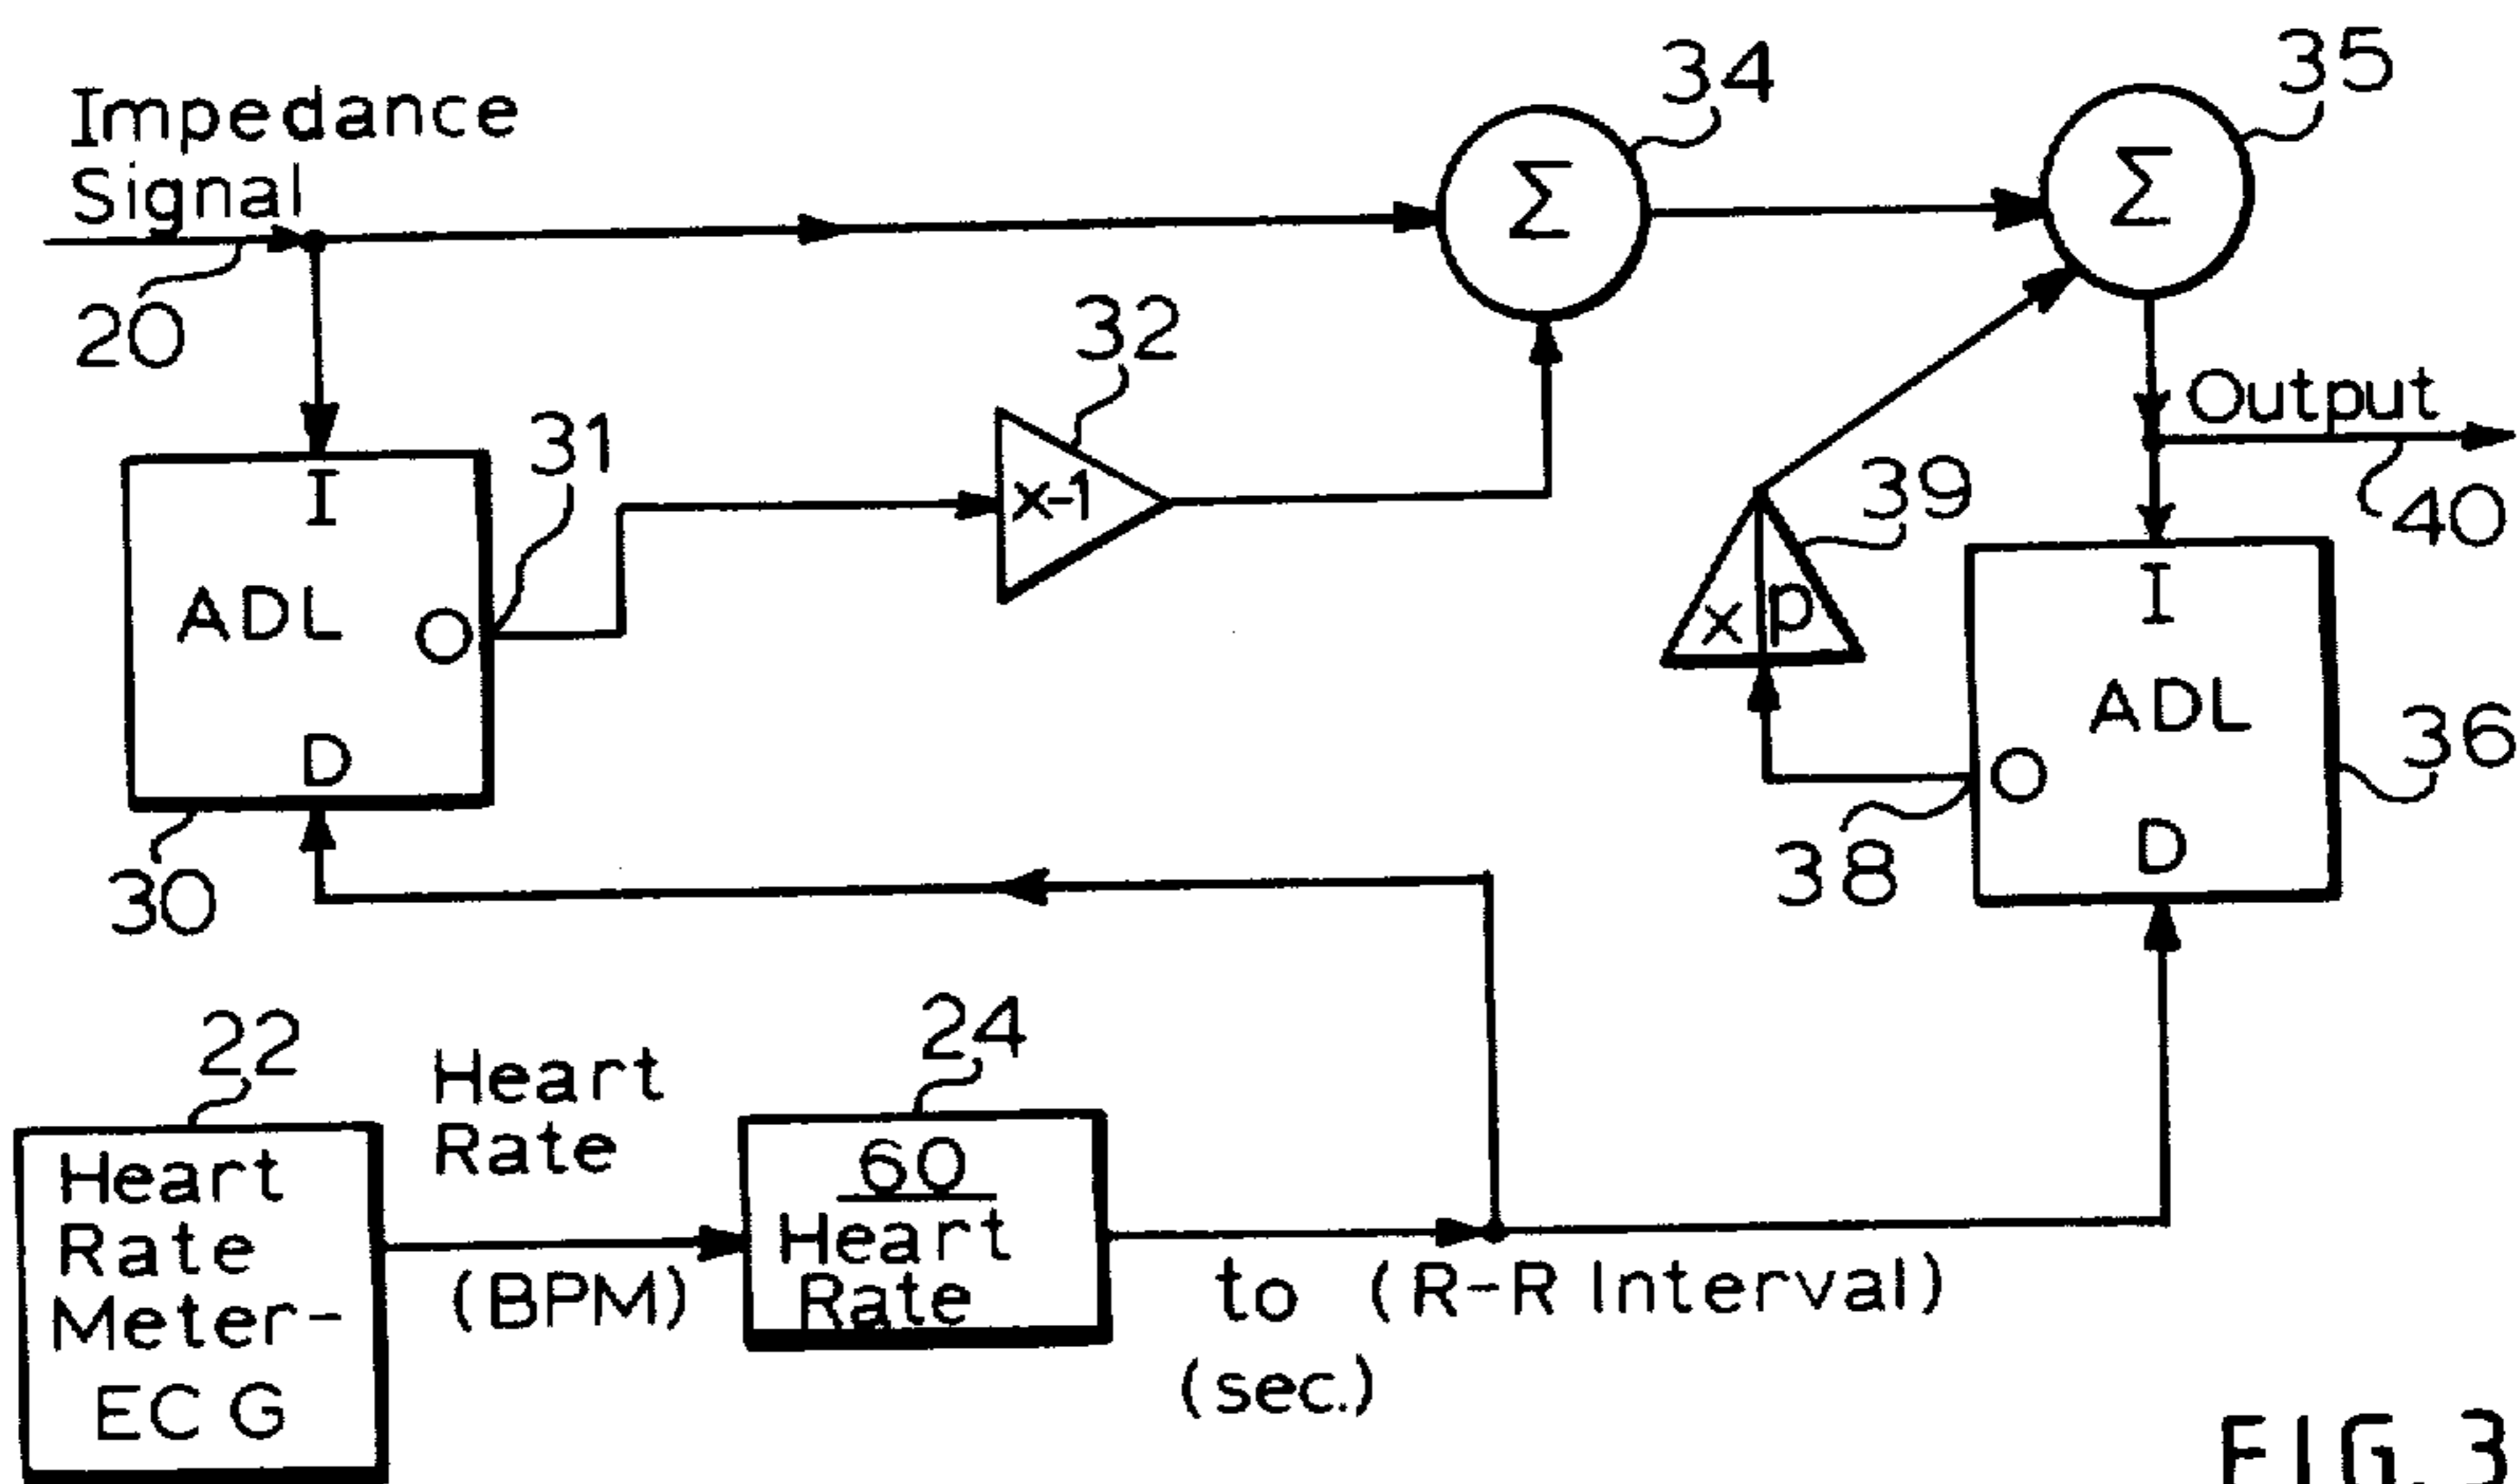 34
35
Impedance
Signal
Σ
Σ
20
32
Output
31
39
40
I
x-1
I
ADL
O
x p
ADL
36
D
O
38
D
30
22
24
Heart
Rate
60
Heart
Rate
Heart
Rate
Meter-
ECG
(BPM)
to (R-R Interval)
(sec.)
FIG.3